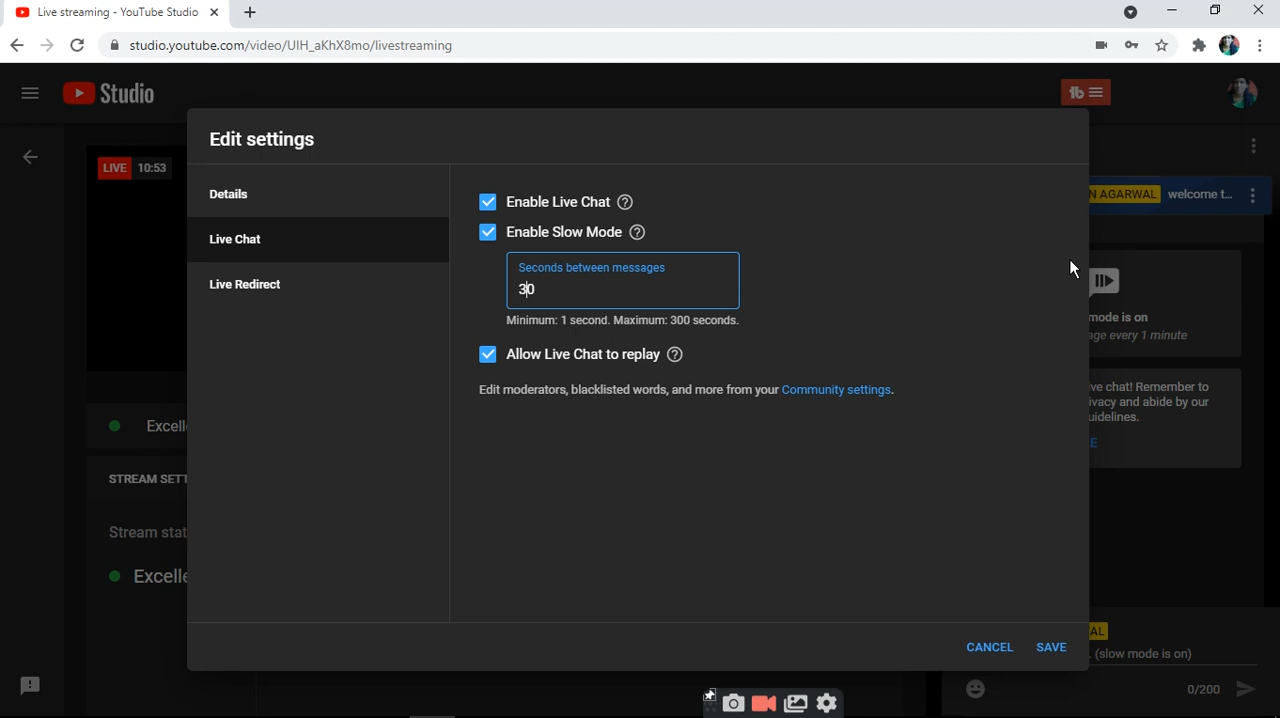 Live streaming - YouTube Studio
studio.youtube.com/video/UIH_aKhX8mo/livestreaming
Studio
Edit settings
LIVE 10:53
Details
Live Chat
Live Redirect
Enable Live Chat
Enable Slow Mode
Seconds between messages
30
Minimum: 1 second. Maximum: 300 seconds.
Allow Live Chat to replay
Edit moderators, blacklisted words, and more from your Community settings.
CANCEL SAVE
Excell
STREAM SETT
Stream stat
Excelle
N AGARWAL welcome t...
mode is on
age every 1 minute
ve chat! Remember to
ivacy and abide by our
uidelines.
E
AL
. (slow mode is on)
0/200